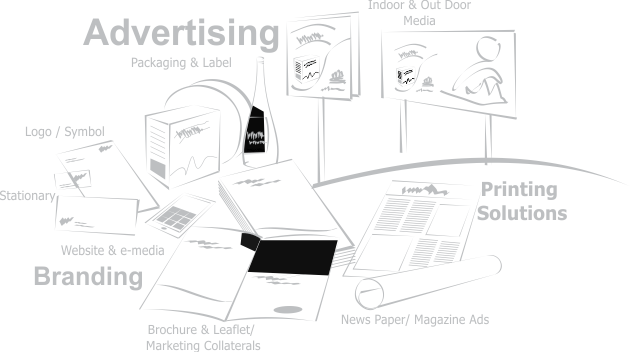 Indoor & Out Door
Media
Advertising
Packaging & Label
Logo / Symbol
Stationary
Printing
Solutions
Website & e-media
Branding
News Paper/ Magazine Ads
Brochure & Leaflet/
Marketing Collaterals